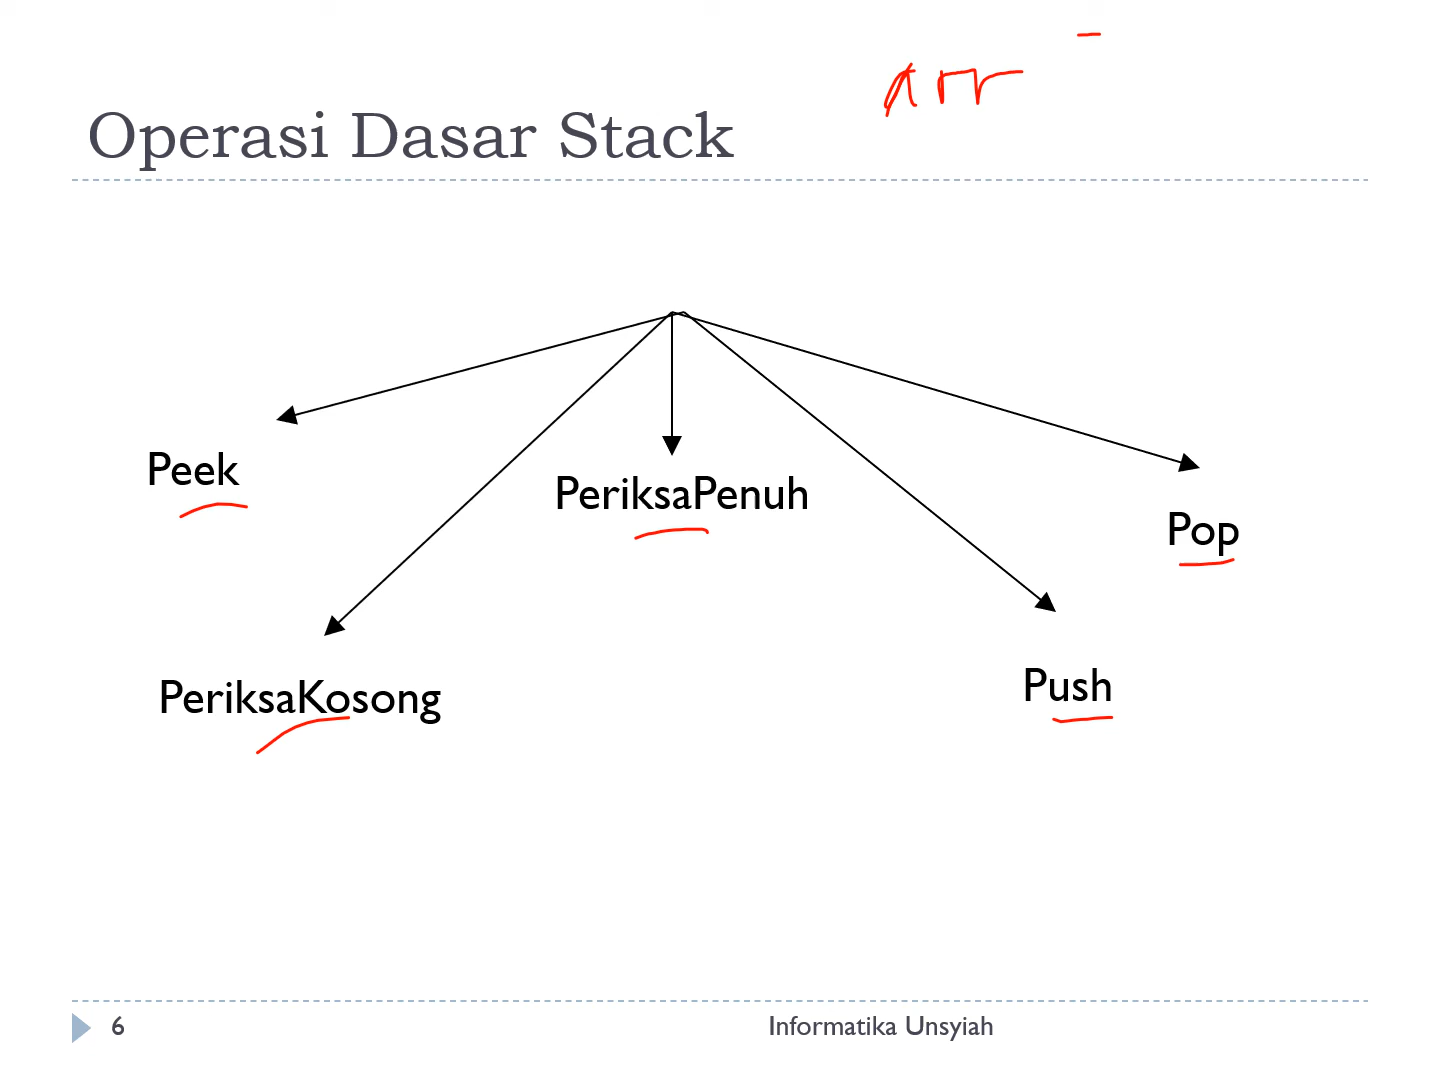 arr
Operasi Dasar Stack
Peek
PeriksaPenuh
Pop
PeriksaKosong
Push
6
Informatika Unsyiah